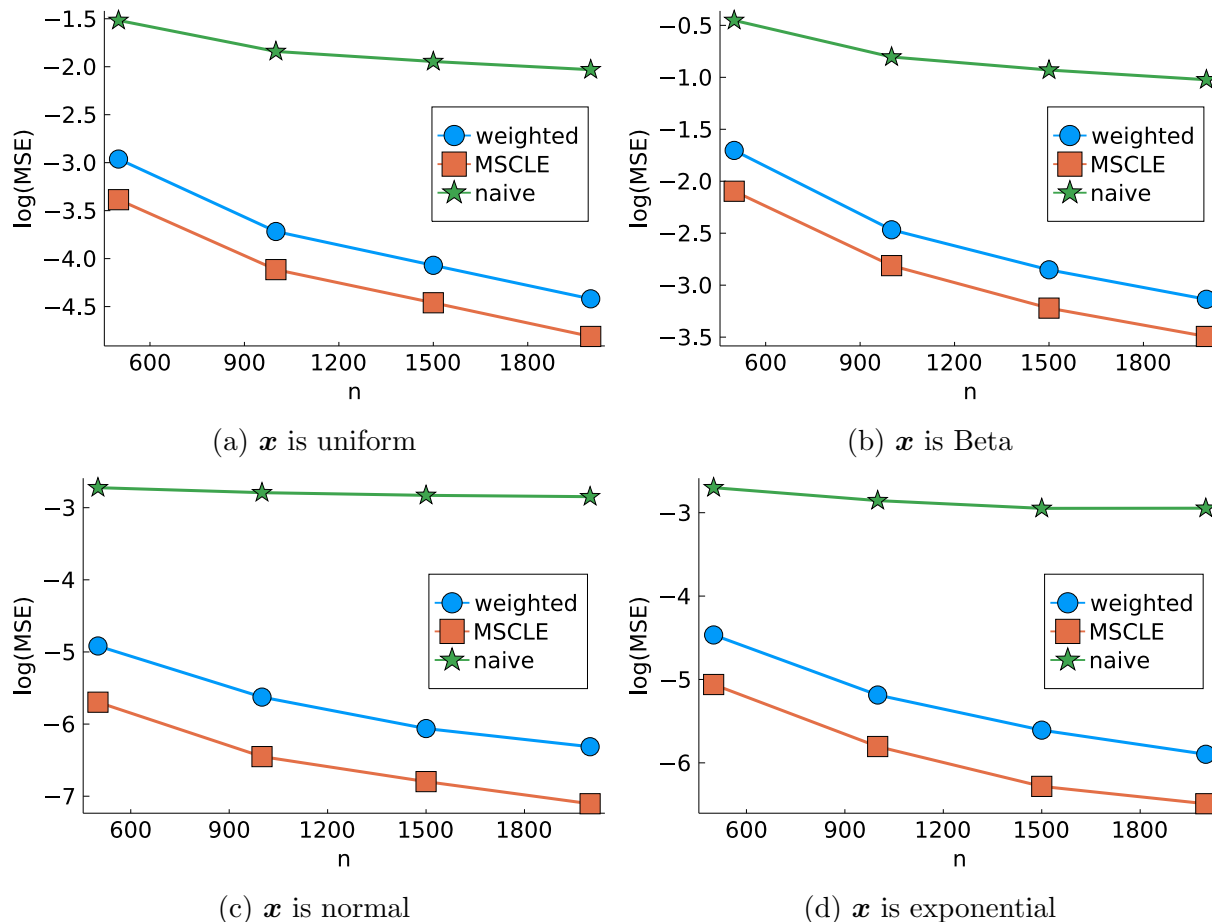 −1.5
−2.0
−2.5
−3.0
−3.5
−4.0
−4.5
log(MSE)
weighted
MSCLE
naive
600 900 1200 1500 1800
n
(a) x is uniform
−0.5
−1.0
−1.5
−2.0
−2.5
−3.0
−3.5
log(MSE)
weighted
MSCLE
naive
600 900 1200 1500 1800
n
(b) x is Beta
−3
−4
−5
−6
−7
log(MSE)
weighted
MSCLE
naive
600 900 1200 1500 1800
n
(c) x is normal
−3
−4
−5
−6
log(MSE)
weighted
MSCLE
naive
600 900 1200 1500 1800
n
(d) x is exponential